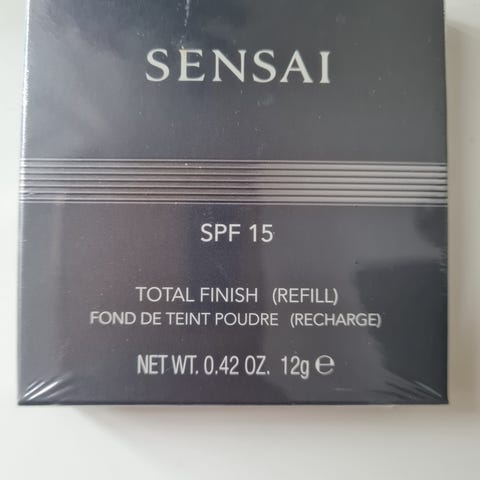 SENSAI
SPF 15
TOTAL FINISH (REFILL)
FOND DE TEINT POUDRE (RECHARGE)
NET WT. 0.42 OZ. 12g ℮